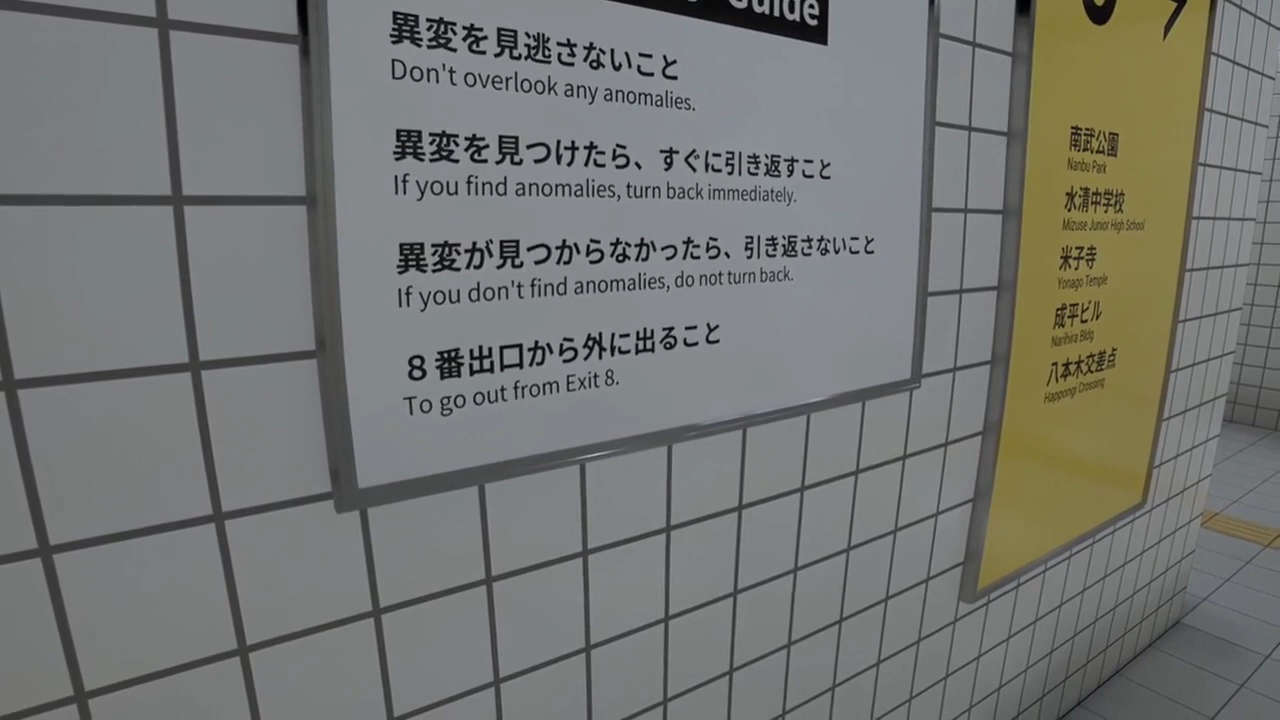 Guide
異変を見逃さないこと
Don't overlook any anomalies.
異変を見つけたら、すぐに引き返すこと
If you find anomalies, turn back immediately.
異変が見つからなかったら、引き返さないこと
If you don't find anomalies, do not turn back.
8番出口から外に出ること
To go out from Exit 8.
南武公園
Nanbu Park
水清中学校
Mizuse Junior High School
米子寺
Yonago Temple
成平ビル
Narihira Bldg
八本木交差点
Happongi Crossing